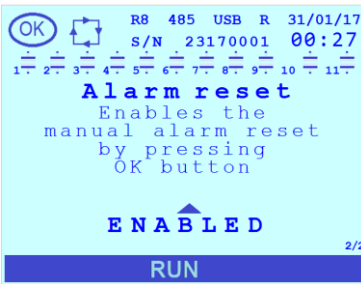 OK R8 485 USB R 31/01/17
S/N 23170001 00:27
1 2 3 4 5 6 7 8 9 10 11
Alarm reset
Enables the
manual alarm reset
by pressing
OK button
ENABLED
2/2
RUN